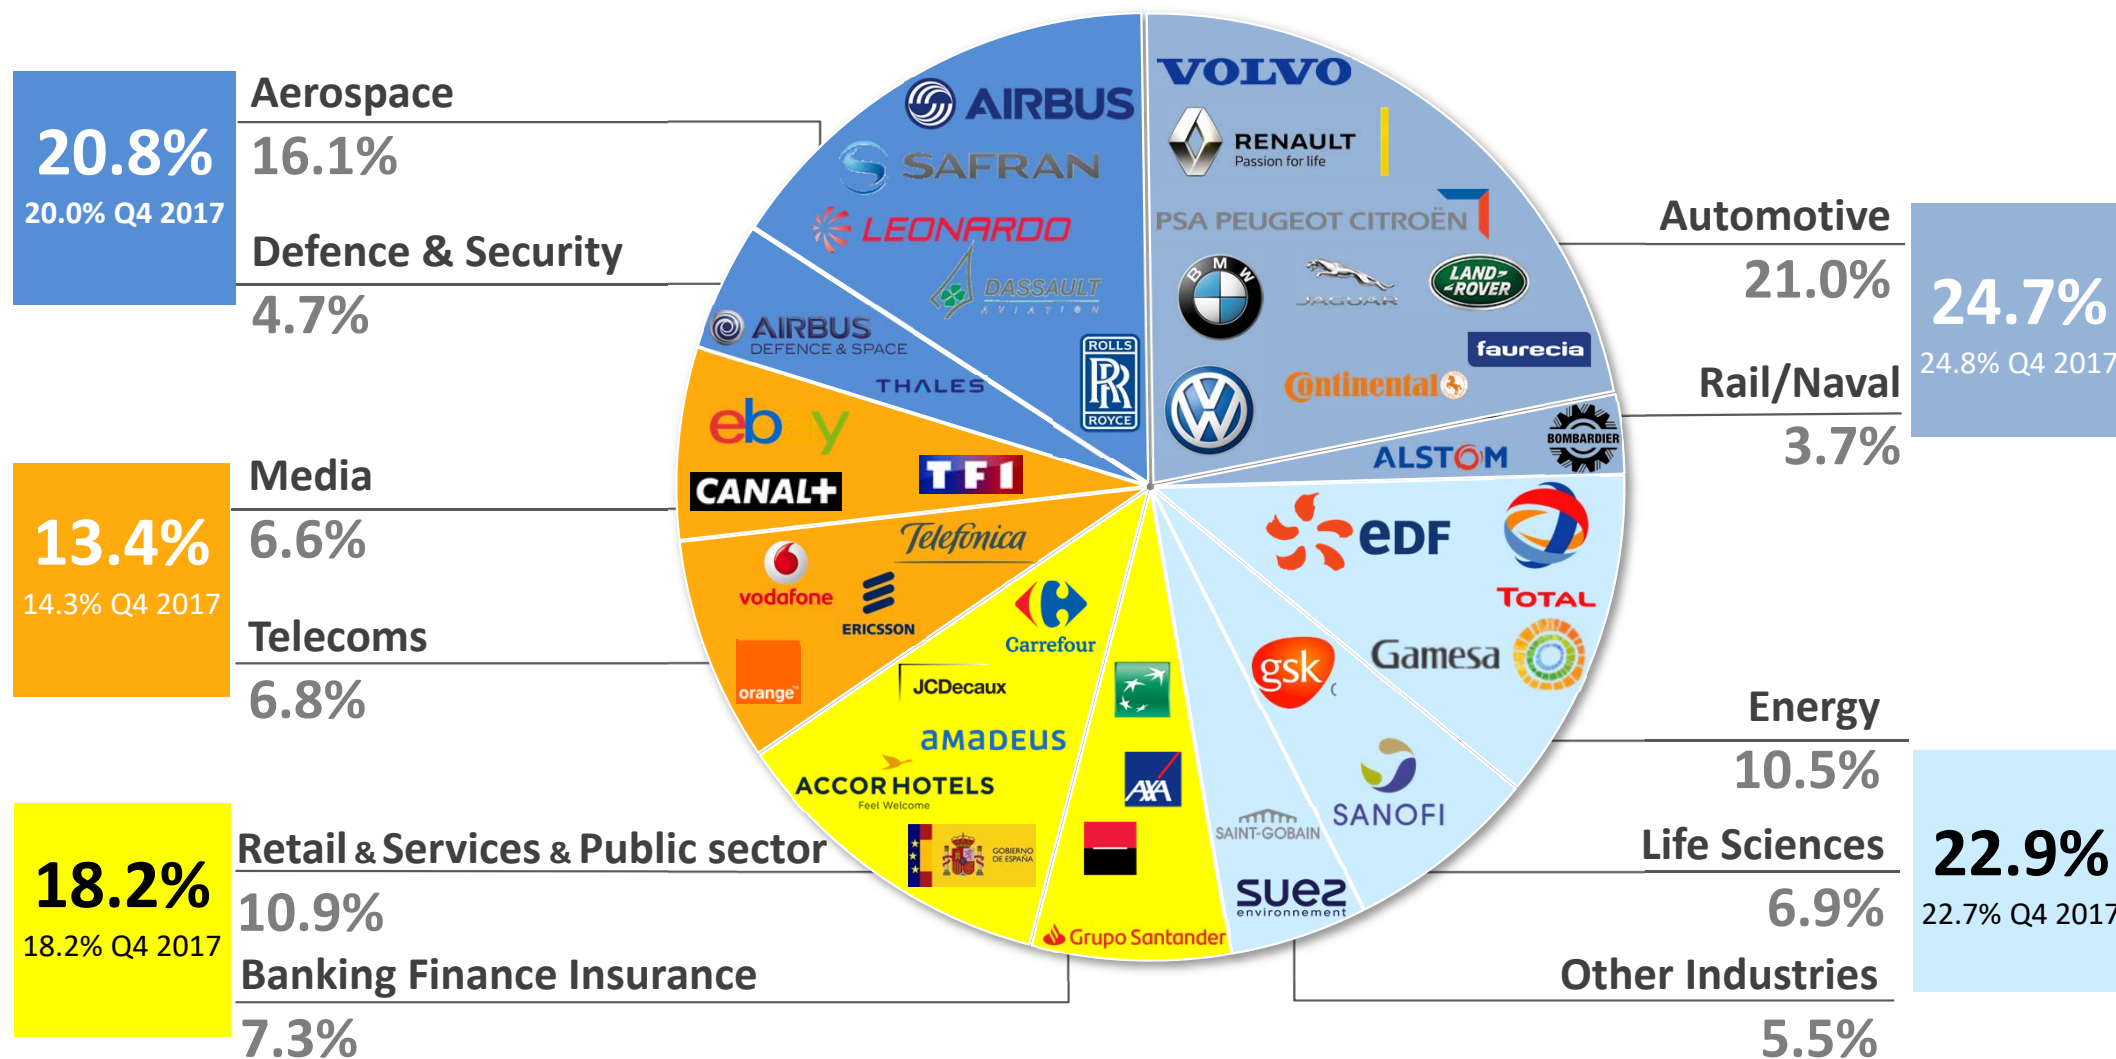 20.8%
20.0% Q4 2017
Aerospace
16.1%
Defence & Security
4.7%
13.4%
14.3% Q4 2017
Media
6.6%
Telecoms
6.8%
18.2%
18.2% Q4 2017
Retail & Services & Public sector
10.9%
Banking Finance Insurance
7.3%
AIRBUS
SAFRAN
LEONARDO
DASSAULT
AVIATION
ROLLS
RR
ROYCE
AIRBUS
DEFENCE & SPACE
THALES
ebay
CANAL+
TF1
Telefónica
vodafone
ERICSSON
orange™
Carrefour
JCDecaux
amadeus
ACCORHOTELS
Feel Welcome
GOBIERNO
DE ESPAÑA
AXA
Grupo Santander
VOLVO
RENAULT
Passion for life
PSA PEUGEOT CITROËN
BMW
JAGUAR
LAND-
ROVER
faurecia
VW
Continental
ALSTOM
BOMBARDIER
eDF
TOTAL
Gamesa
gsk
SANOFI
SAINT-GOBAIN
suez
environnement
Automotive
21.0%
Rail/Naval
3.7%
24.7%
24.8% Q4 2017
Energy
10.5%
Life Sciences
6.9%
Other Industries
5.5%
22.9%
22.7% Q4 2017